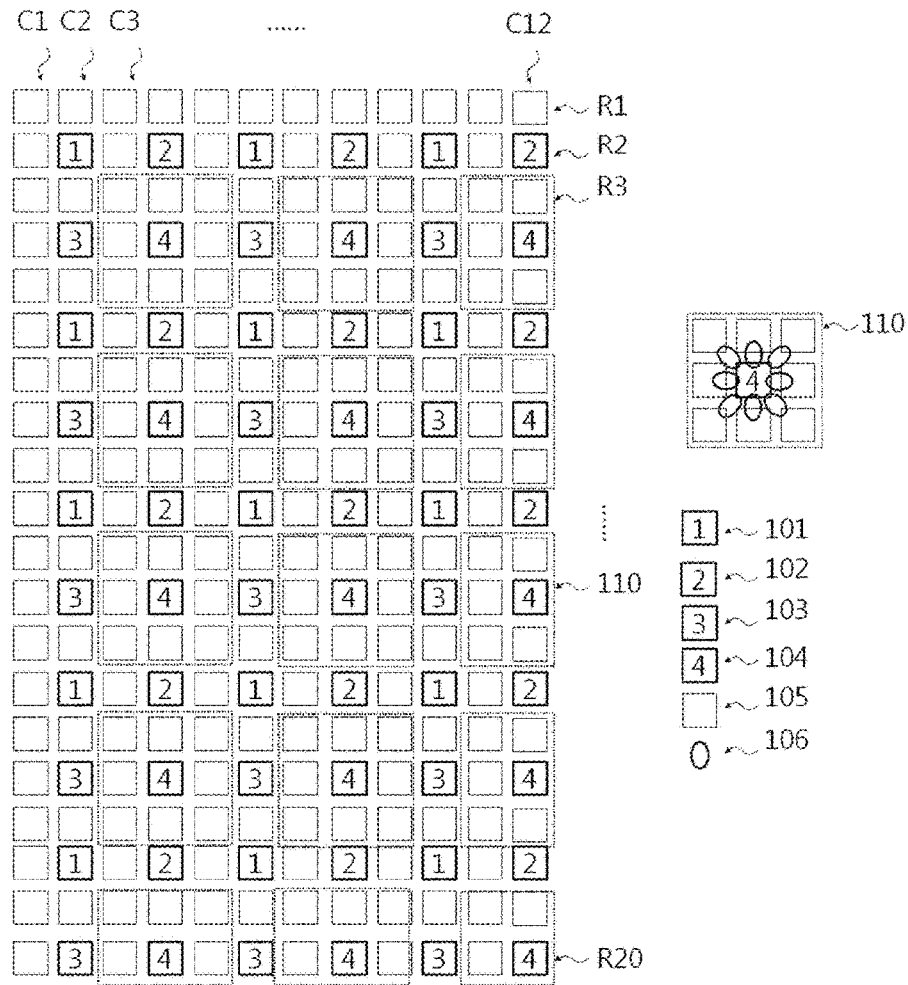 C1 C2 C3 ...... C12
R1
1 2 1 2 1 2 R2
R3
3 4 3 4 3 4
1 2 1 2 1 2
110
3 4 3 4 3 4
4
1 2 1 2 1 2
......
1 101
2 102
3 4 3 4 3 4 110
3 103
4 104
1 2 1 2 1 2
105
106
3 4 3 4 3 4
1 2 1 2 1 2
3 4 3 4 3 4 R20